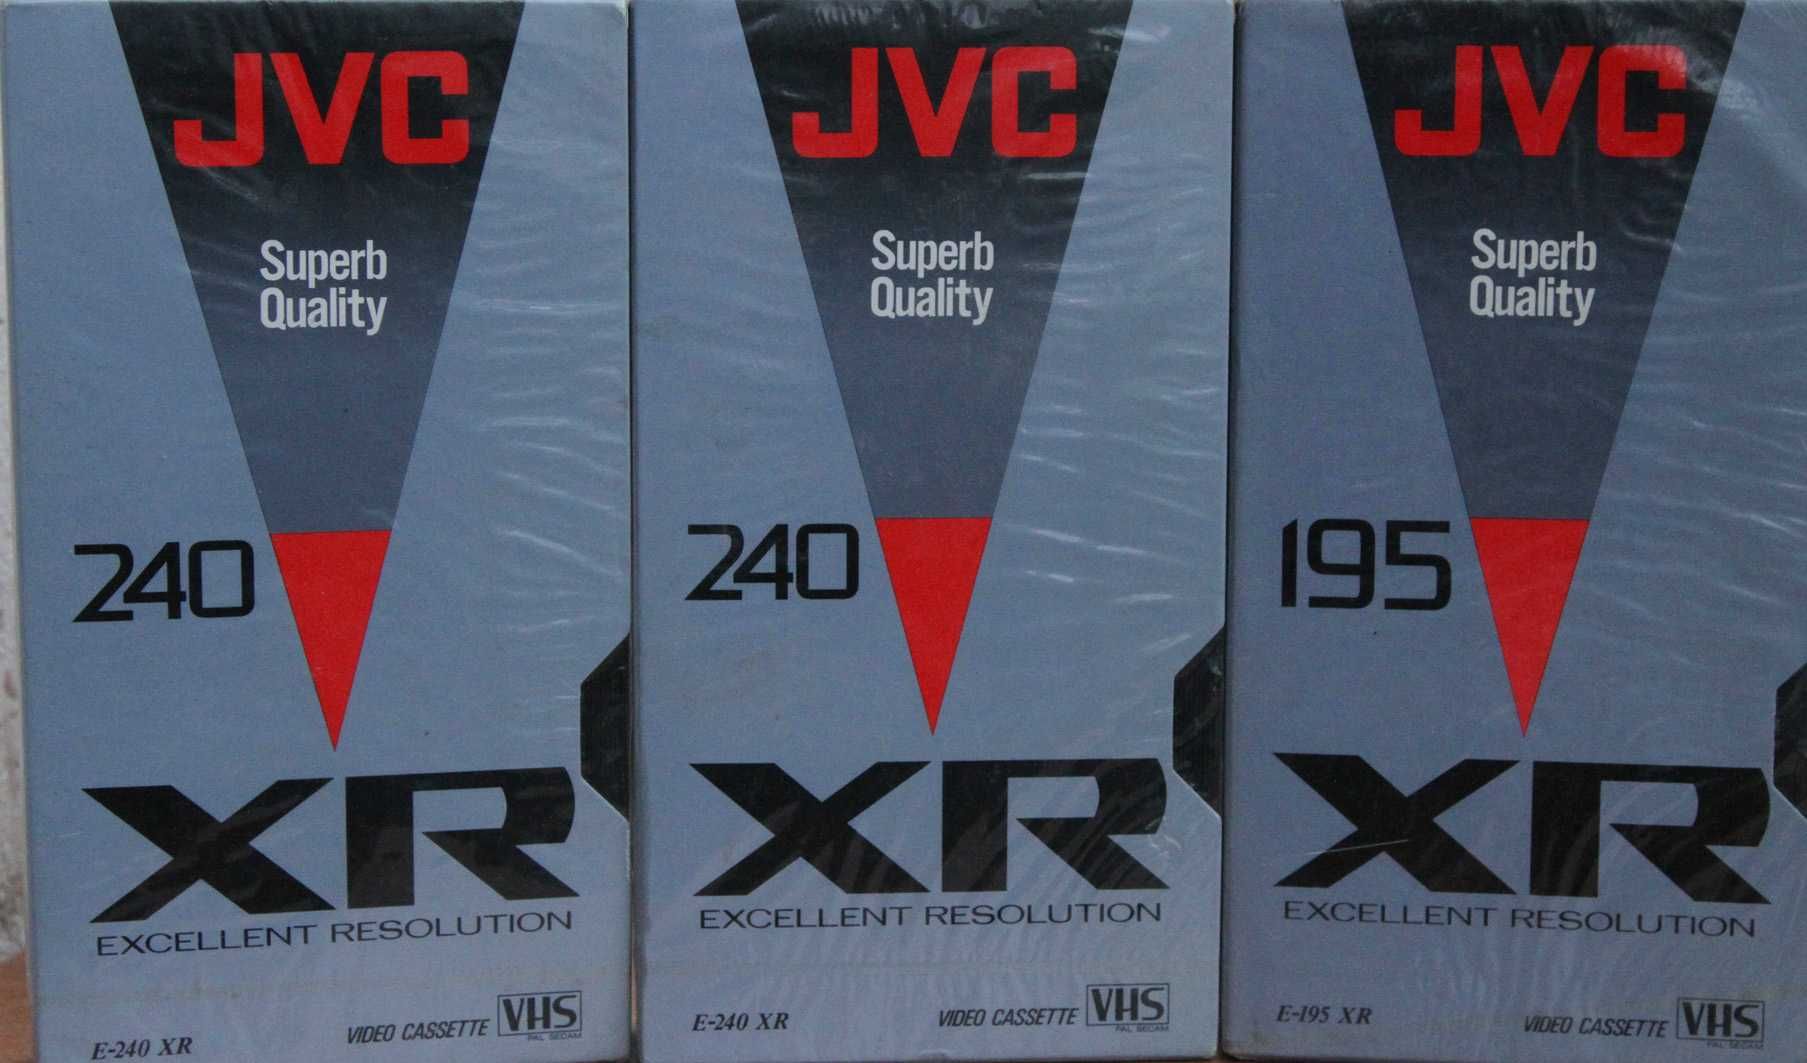 JVC
Superb
Quality
240
XR
EXCELLENT RESOLUTION
E-240 XR
VIDEO CASSETTE VHS
PAL SECAM
JVC
Superb
Quality
240
XR
EXCELLENT RESOLUTION
E-240 XR
VIDEO CASSETTE VHS
PAL SECAM
JVC
Superb
Quality
195
XR
EXCELLENT RESOLUTION
E-195 XR
VIDEO CASSETTE VHS
PAL SECAM